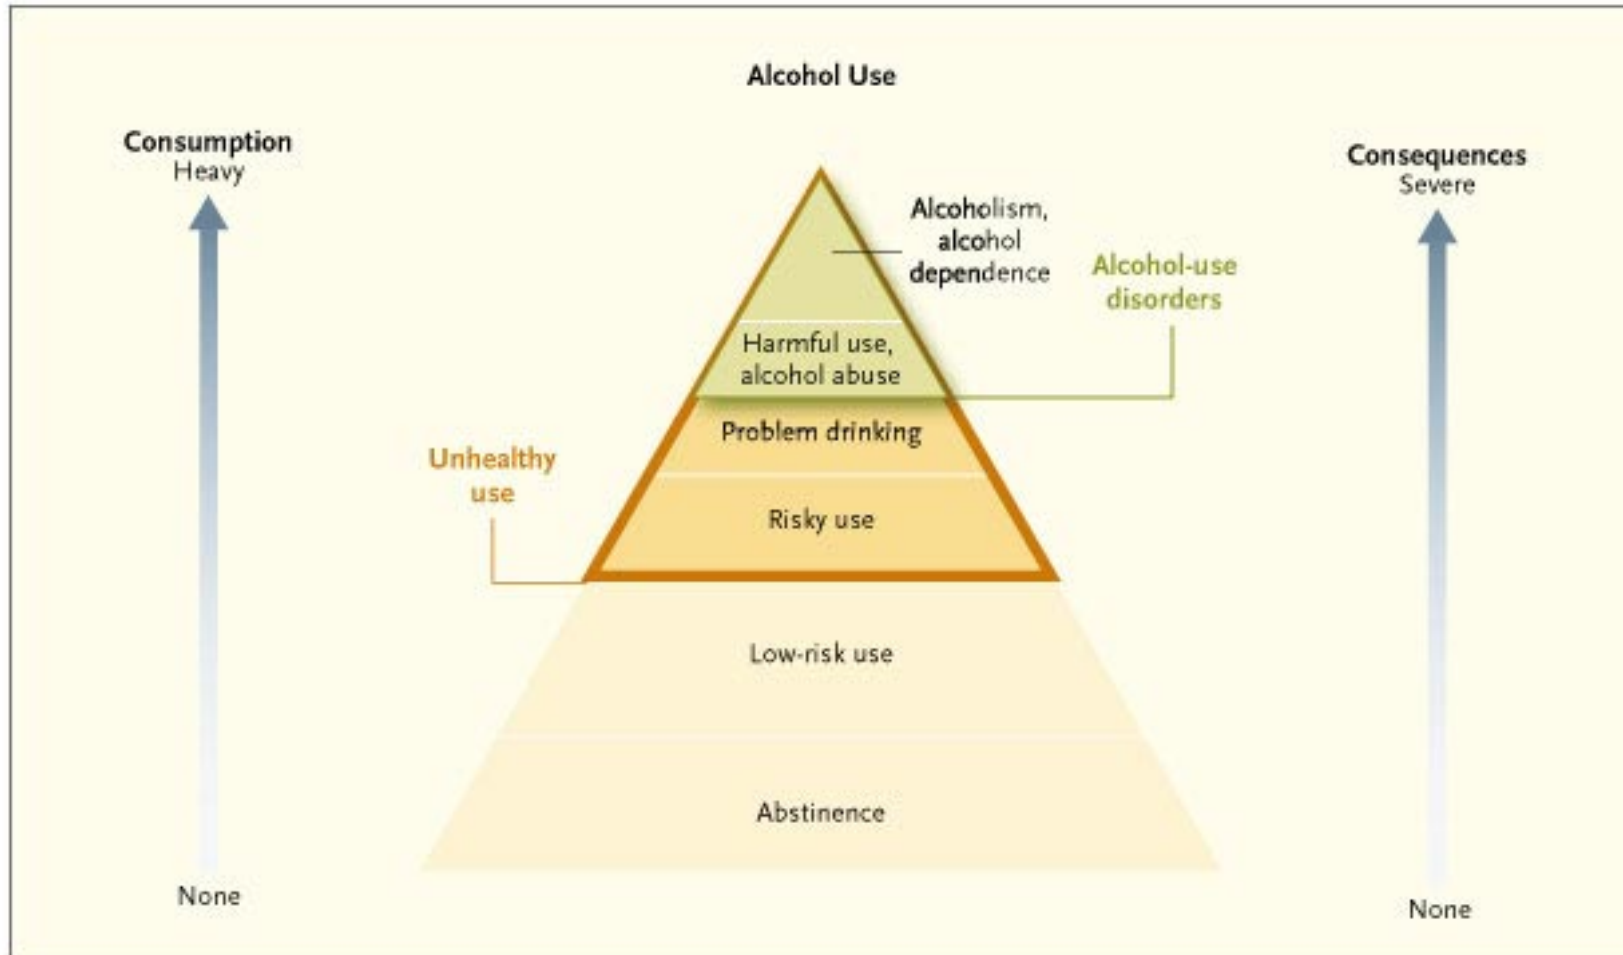 Alcohol Use
Consumption
Heavy
Consequences
Severe
Alcoholism,
alcohol
dependence
Alcohol-use
disorders
Harmful use,
alcohol abuse
Problem drinking
Unhealthy
use
Risky use
Low-risk use
Abstinence
None
None